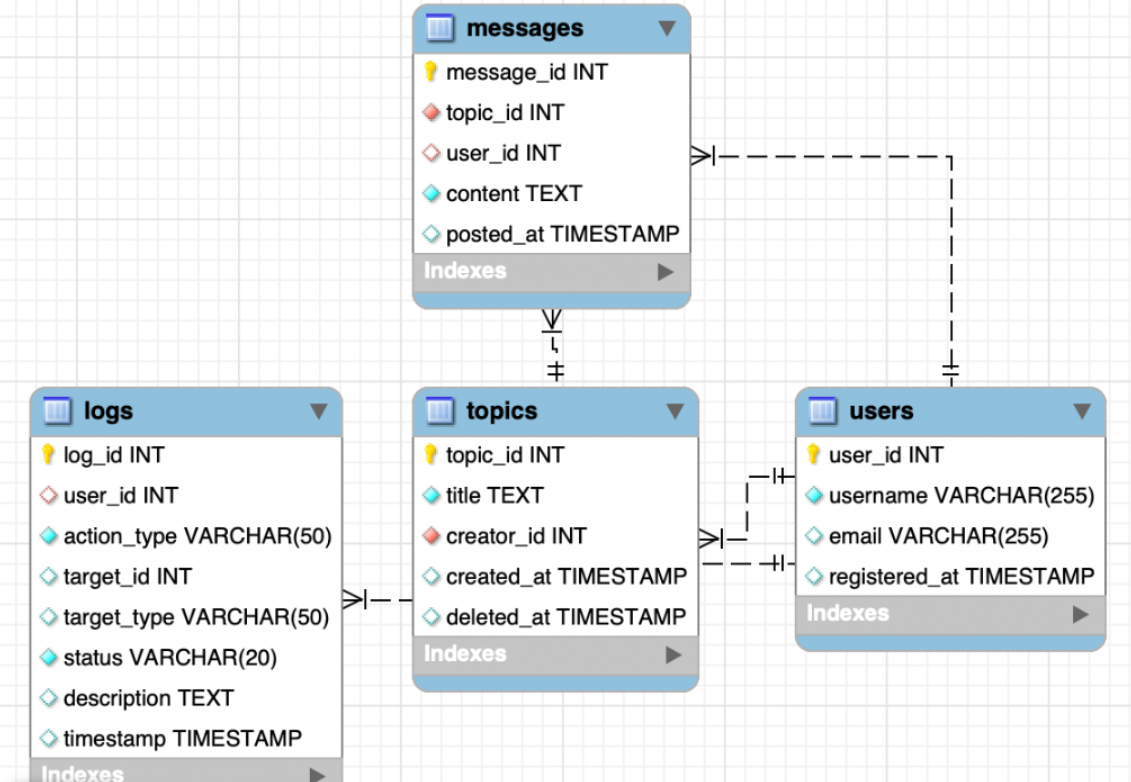 messages
message_id INT
topic_id INT
user_id INT
content TEXT
posted_at TIMESTAMP
Indexes
logs
log_id INT
user_id INT
action_type VARCHAR(50)
target_id INT
target_type VARCHAR(50)
status VARCHAR(20)
description TEXT
timestamp TIMESTAMP
Indexes
topics
topic_id INT
title TEXT
creator_id INT
created_at TIMESTAMP
deleted_at TIMESTAMP
Indexes
users
user_id INT
username VARCHAR(255)
email VARCHAR(255)
registered_at TIMESTAMP
Indexes